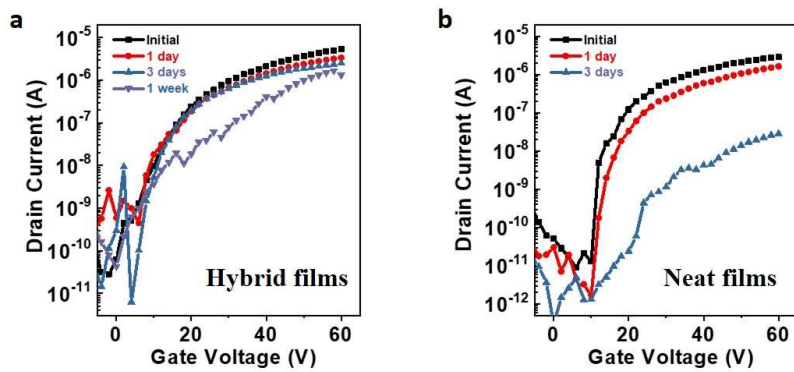 a
Initial
1 day
3 days
1 week
10⁻⁵
10⁻⁶
10⁻⁷
10⁻⁸
10⁻⁹
10⁻¹⁰
10⁻¹¹
Drain Current (A)
Hybrid films
0 20 40 60
Gate Voltage (V)
b
Initial
1 day
3 days
10⁻⁵
10⁻⁶
10⁻⁷
10⁻⁸
10⁻⁹
10⁻¹⁰
10⁻¹¹
10⁻¹²
Drain Current (A)
Neat films
0 20 40 60
Gate Voltage (V)